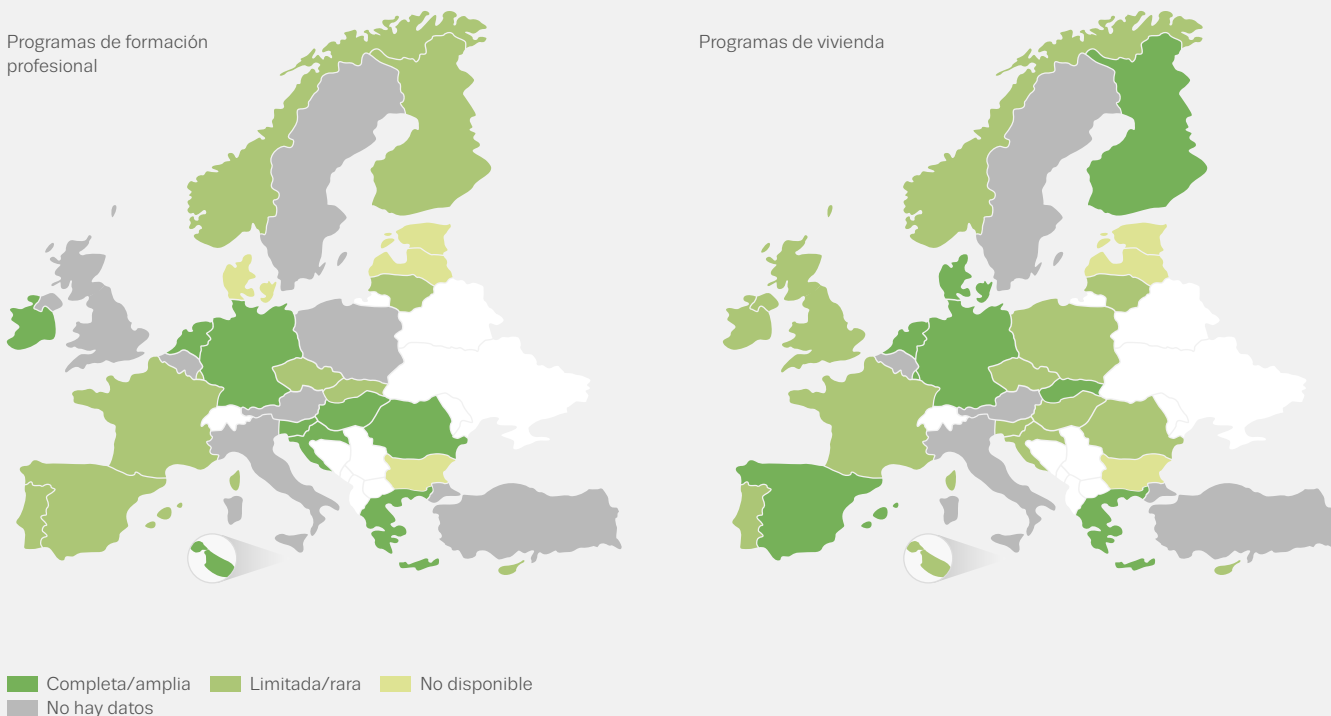 Programas de formación
profesional
Programas de vivienda
Completa/amplia
Limitada/rara
No disponible
No hay datos